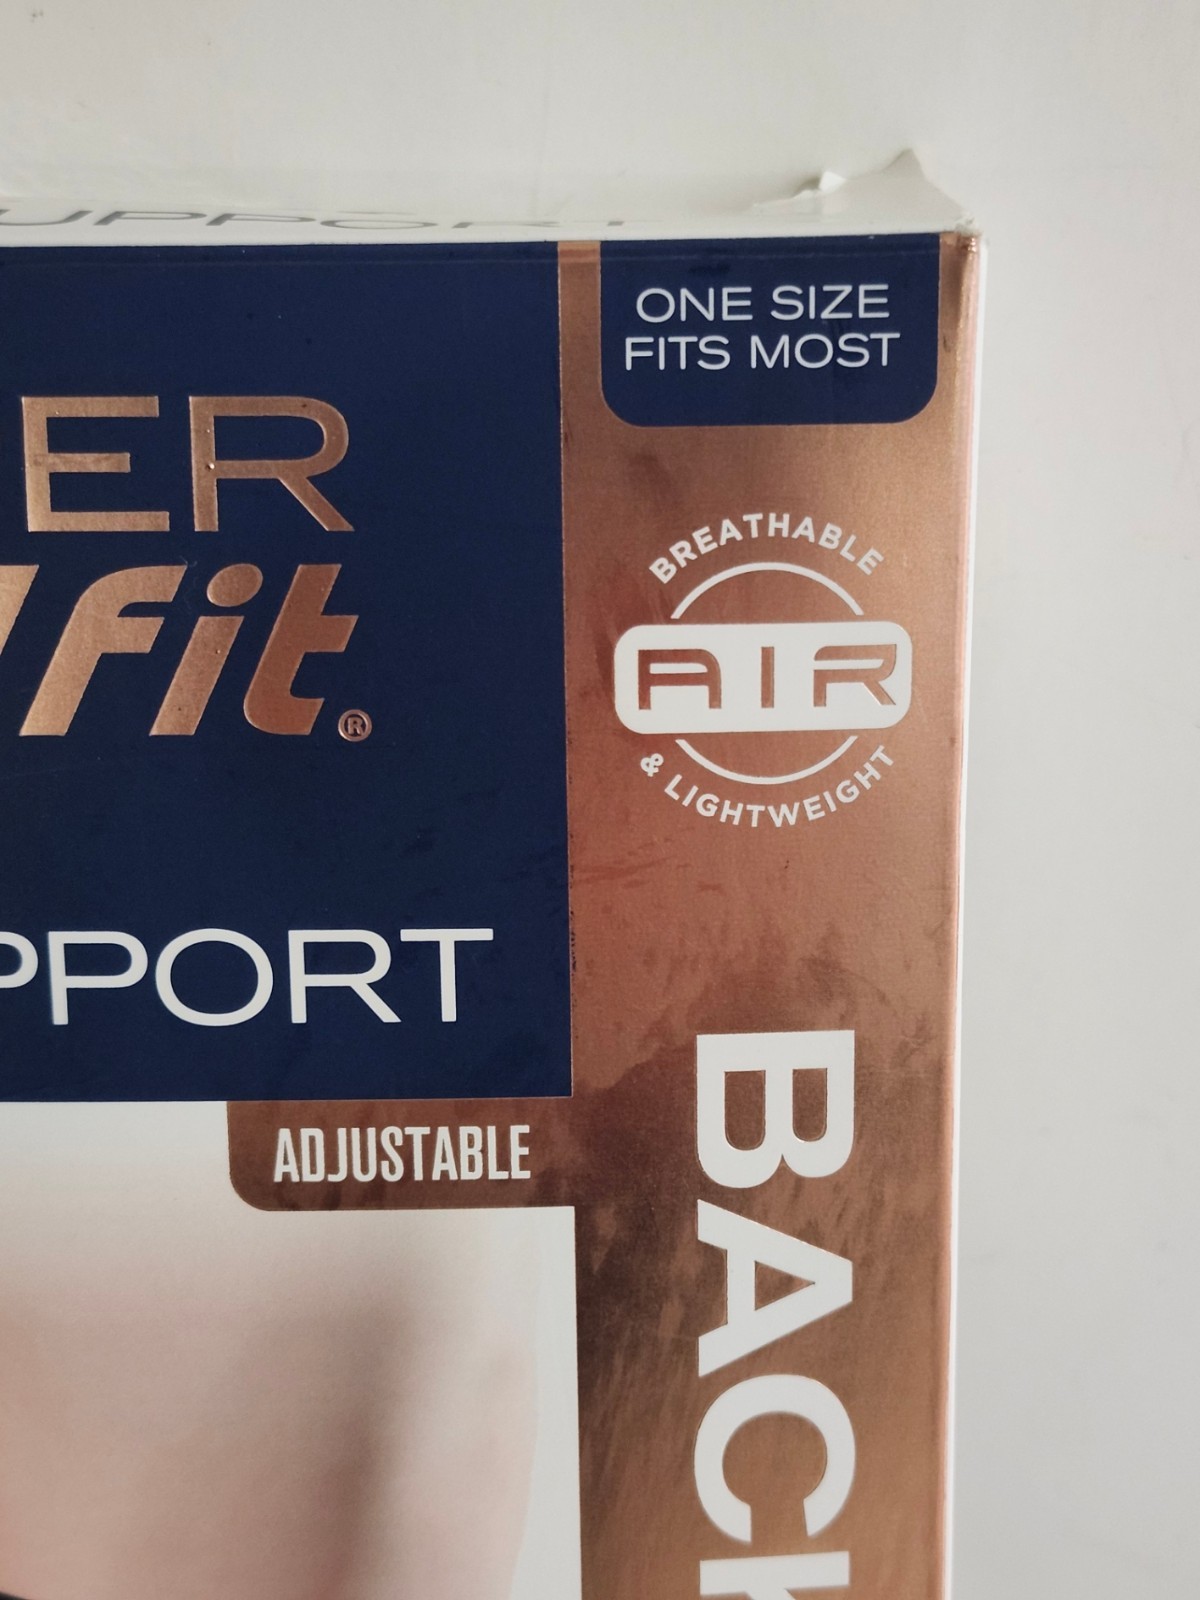 UPPORT
ONE SIZE
FITS MOST
ER
fit®
BREATHABLE
AIR
& LIGHTWEIGHT
PPORT
ADJUSTABLE
BACK